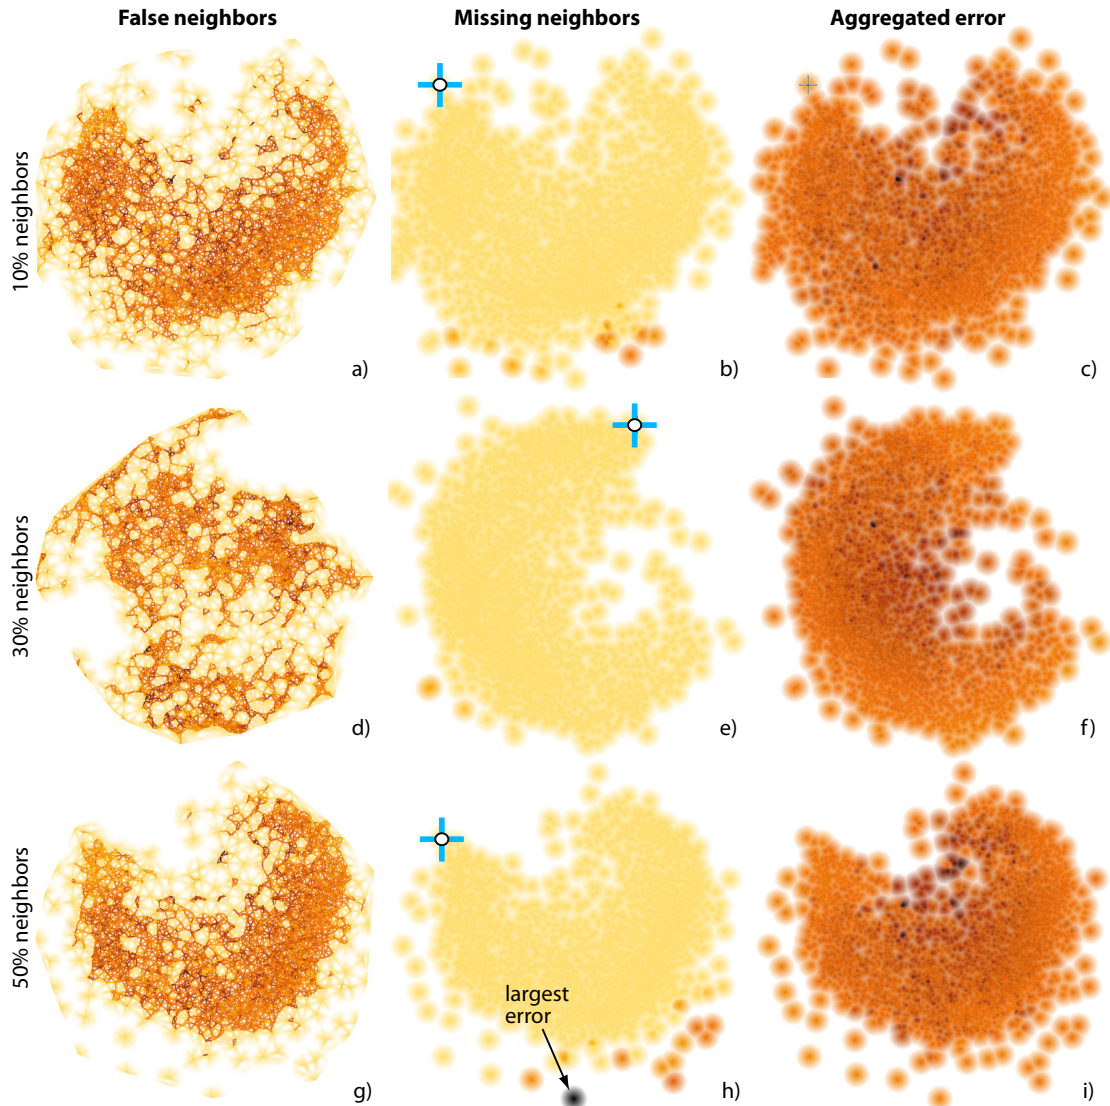 False neighbors
Missing neighbors
Aggregated error
10% neighbors
a)
b)
c)
30% neighbors
d)
e)
f)
50% neighbors
largest
error
g)
h)
i)